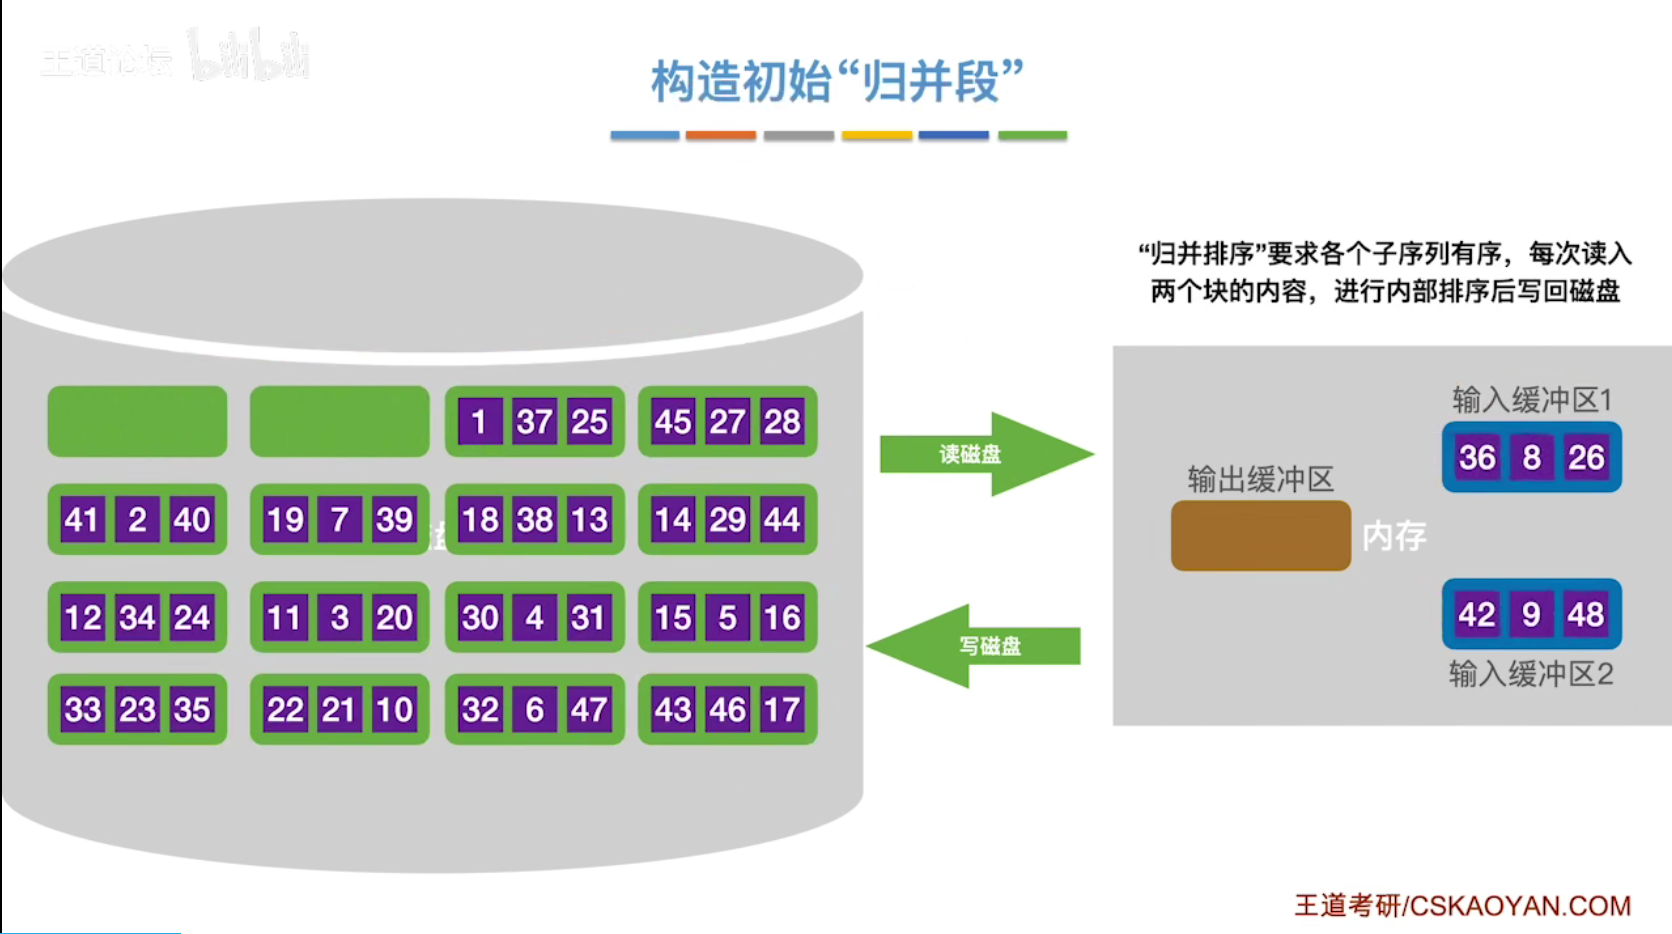 王道论坛 bilibili
构造初始“归并段”
“归并排序”要求各个子序列有序，每次读入
两个块的内容，进行内部排序后写回磁盘
1 37 25
45 27 28
41 2 40
19 7 39
18 38 13
14 29 44
12 34 24
11 3 20
30 4 31
15 5 16
33 23 35
22 21 10
32 6 47
43 46 17
读磁盘
写磁盘
输入缓冲区1
36 8 26
输出缓冲区
内存
42 9 48
输入缓冲区2
王道考研/CSKAOYAN.COM